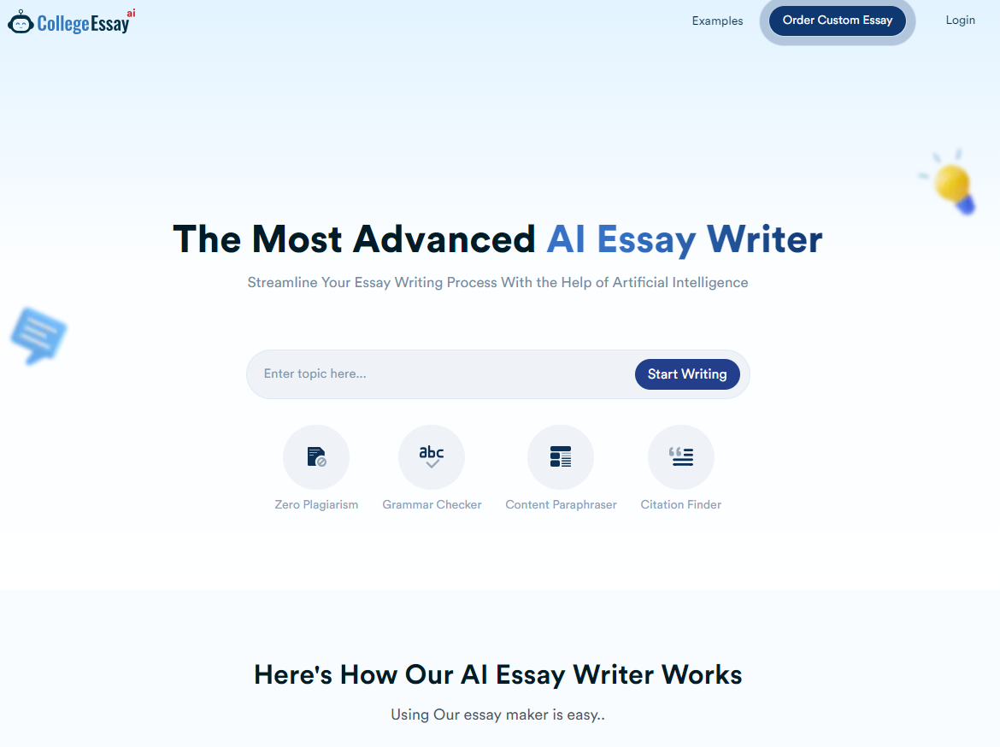 CollegeEssay ai
Examples
Order Custom Essay
Login
The Most Advanced AI Essay Writer
Streamline Your Essay Writing Process With the Help of Artificial Intelligence
Enter topic here...
Start Writing
abc
Zero Plagiarism
Grammar Checker
Content Paraphraser
Citation Finder
Here's How Our AI Essay Writer Works
Using Our essay maker is easy..